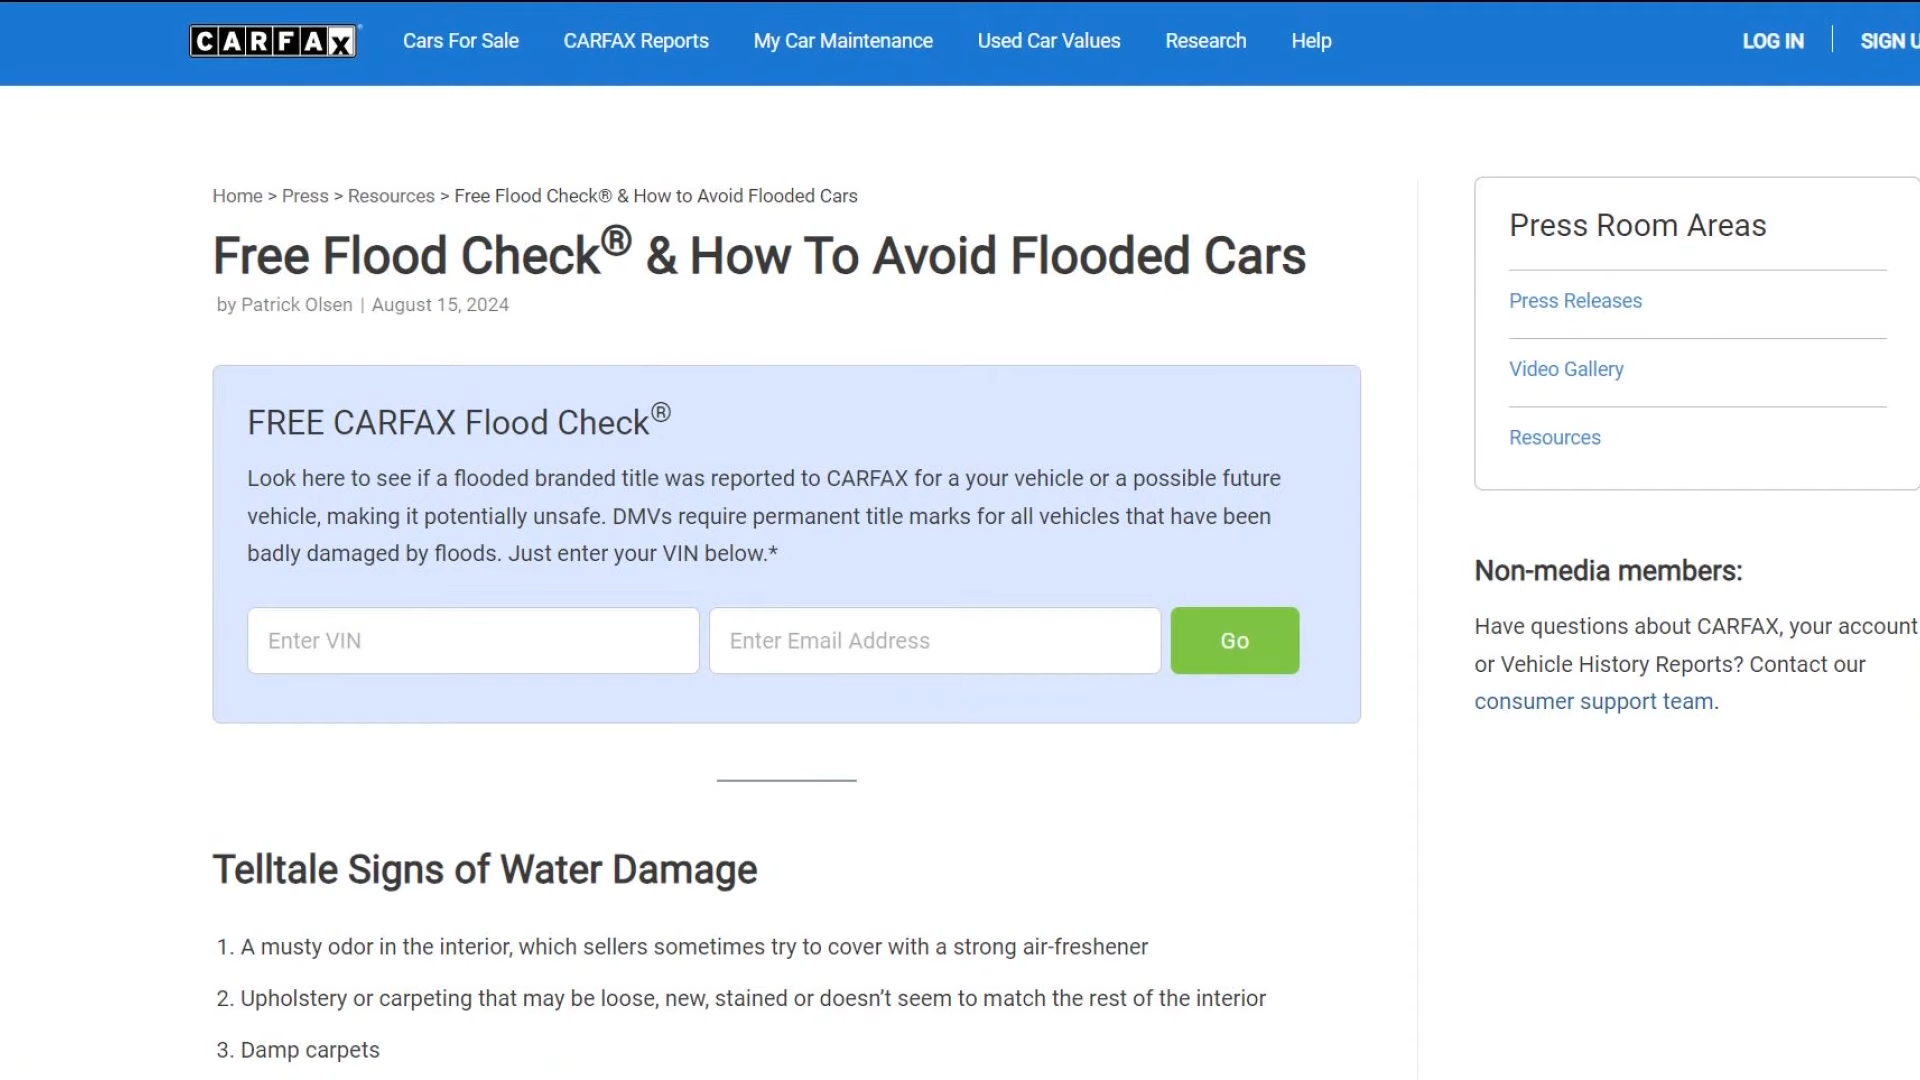 CARFAX
Cars For Sale
CARFAX Reports
My Car Maintenance
Used Car Values
Research
Help
LOG IN
SIGN U
Home > Press > Resources > Free Flood Check® & How to Avoid Flooded Cars
Free Flood Check® & How To Avoid Flooded Cars
by Patrick Olsen | August 15, 2024
FREE CARFAX Flood Check®
Look here to see if a flooded branded title was reported to CARFAX for a your vehicle or a possible future
vehicle, making it potentially unsafe. DMVs require permanent title marks for all vehicles that have been
badly damaged by floods. Just enter your VIN below.*
Enter VIN
Enter Email Address
Go
Telltale Signs of Water Damage
1. A musty odor in the interior, which sellers sometimes try to cover with a strong air-freshener
2. Upholstery or carpeting that may be loose, new, stained or doesn’t seem to match the rest of the interior
3. Damp carpets
Press Room Areas
Press Releases
Video Gallery
Resources
Non-media members:
Have questions about CARFAX, your account
or Vehicle History Reports? Contact our
consumer support team.